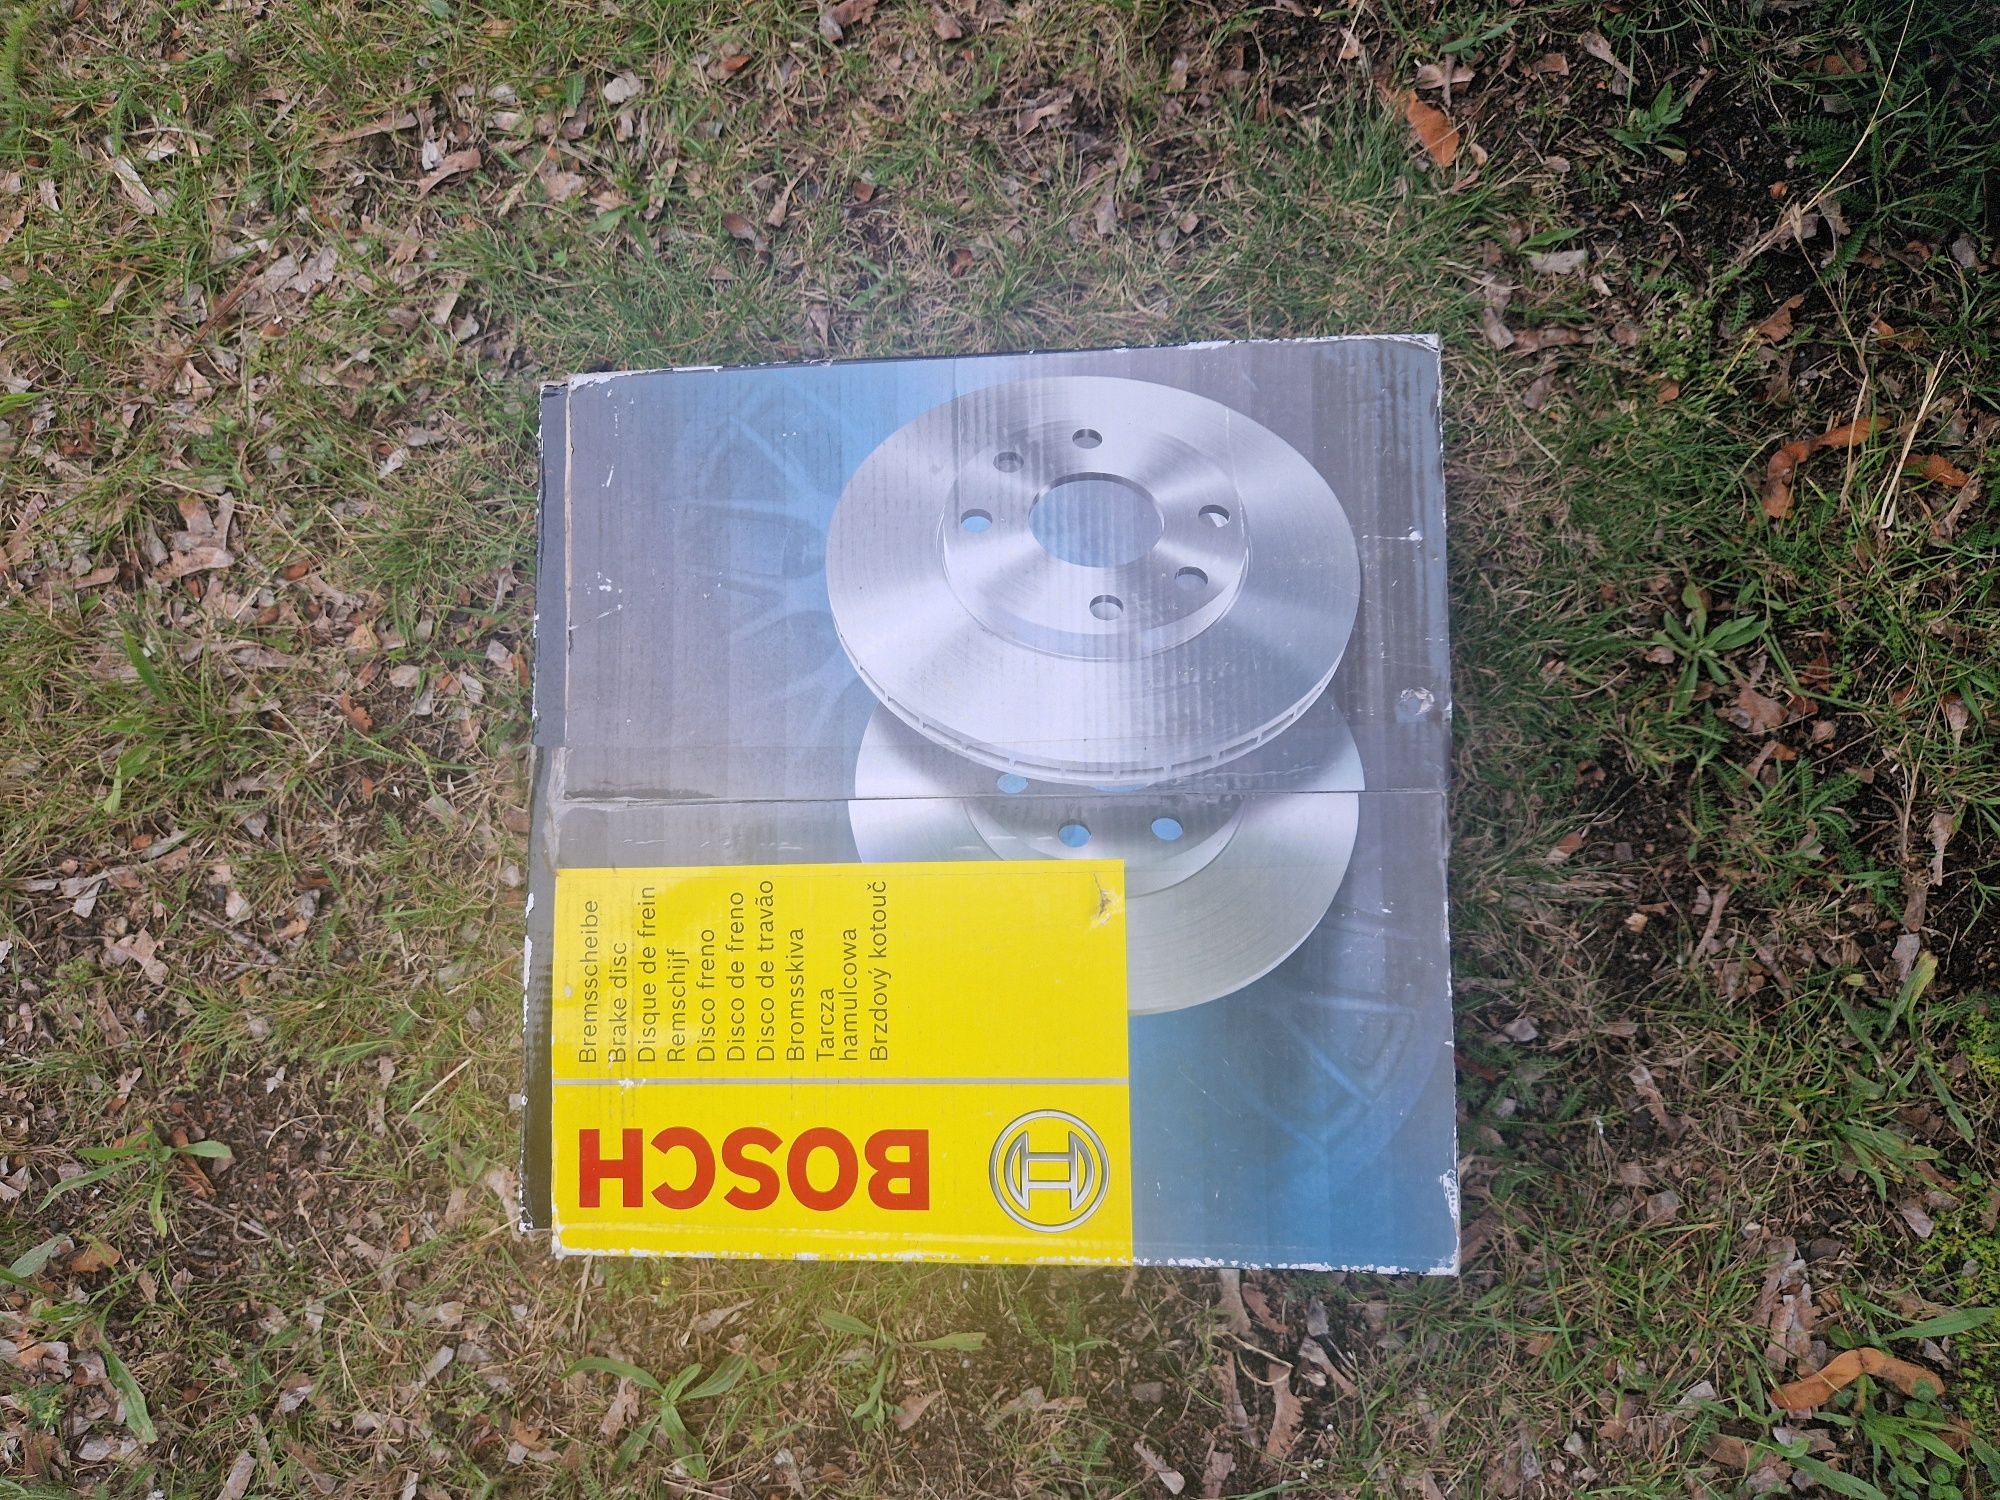 Bremsscheibe
Brake disc
Disque de frein
Remschijf
Disco freno
Disco de freno
Disco de travão
Bromsskiva
Tarcza
hamulcowa
Brzdový kotouč
BOSCH